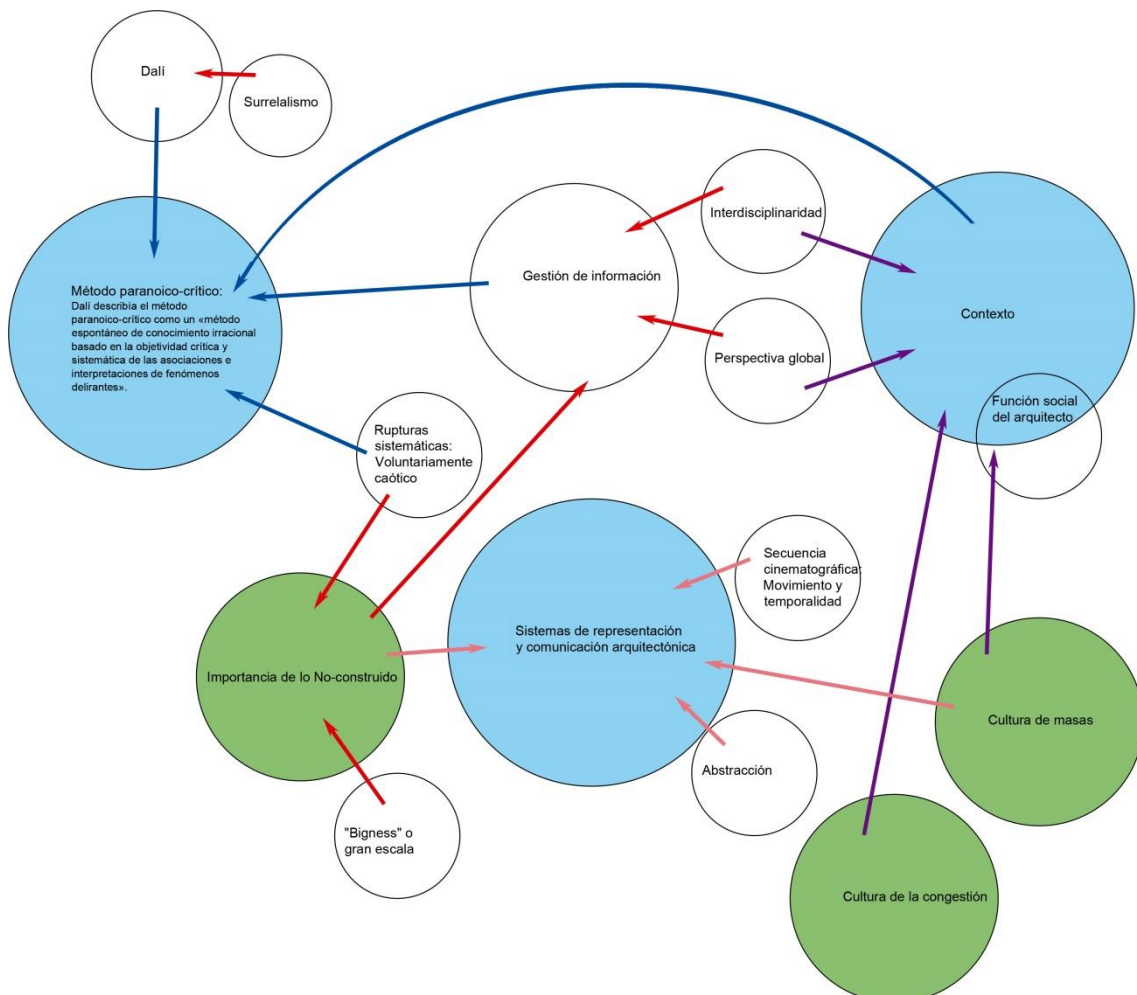 Dalí
Surrelalismo
Interdisciplinaridad
Gestión de información
Contexto
Método paranoico-crítico:
Dalí describía el método
paranoico-crítico como un «método
espontáneo de conocimiento irracional
basado en la objetividad crítica y
sistemática de las asociaciones e
interpretaciones de fenómenos
delirantes».
Perspectiva global
Función social
del arquitecto
Rupturas
sistemáticas:
Voluntariamente
caótico
Secuencia
cinematográfica:
Movimiento y
temporalidad
Sistemas de representación
y comunicación arquitectónica
Importancia de lo No-construido
Cultura de masas
Abstracción
"Bigness" o
gran escala
Cultura de la congestión